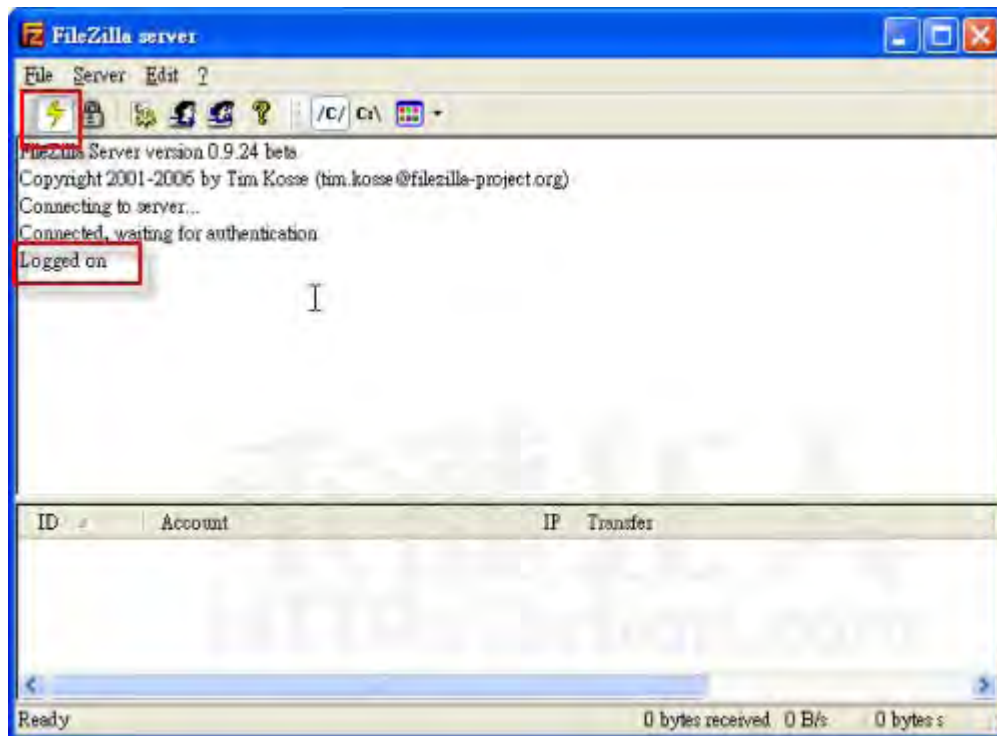 FileZilla server
File Server Edit ?
/C/ C:\
FileZilla Server version 0.9.24 beta
Copyright 2001-2006 by Tim Kosse (tim.kosse@filezilla-project.org)
Connecting to server...
Connected, waiting for authentication
Logged on
ID Account IP Transfer
Ready 0 bytes received 0 B/s 0 bytes s